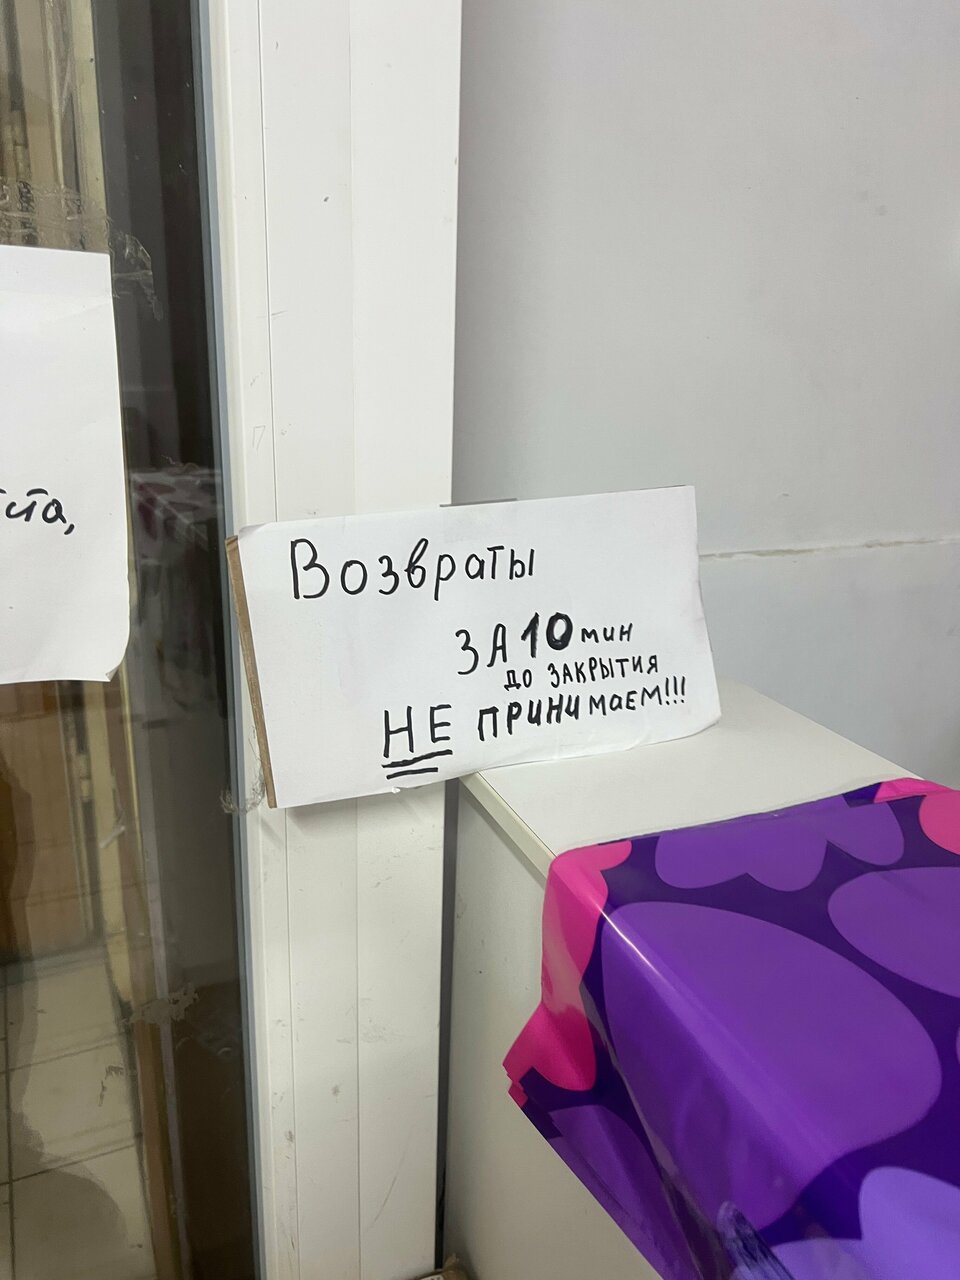 Возвраты
ЗА 10 мин
ДО ЗАКРЫТИЯ
НЕ ПРИНИМАЕМ!!!